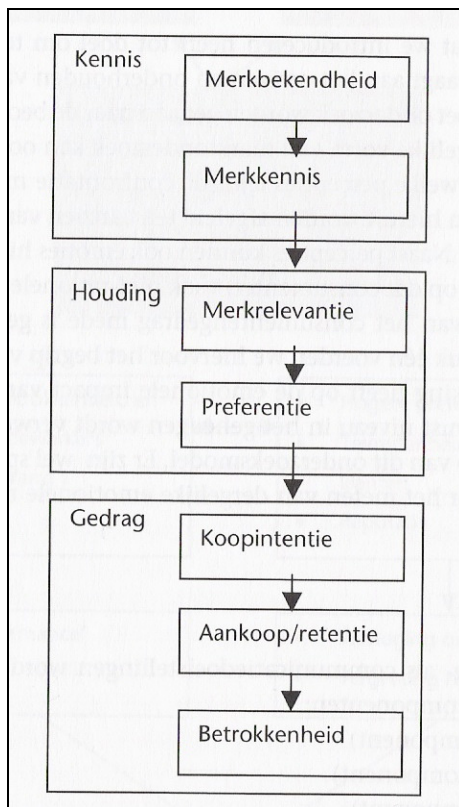 Kennis
Merkbekendheid
Merkkennis
Houding
Merkrelevantie
Preferentie
Gedrag
Koopintentie
Aankoop/retentie
Betrokkenheid